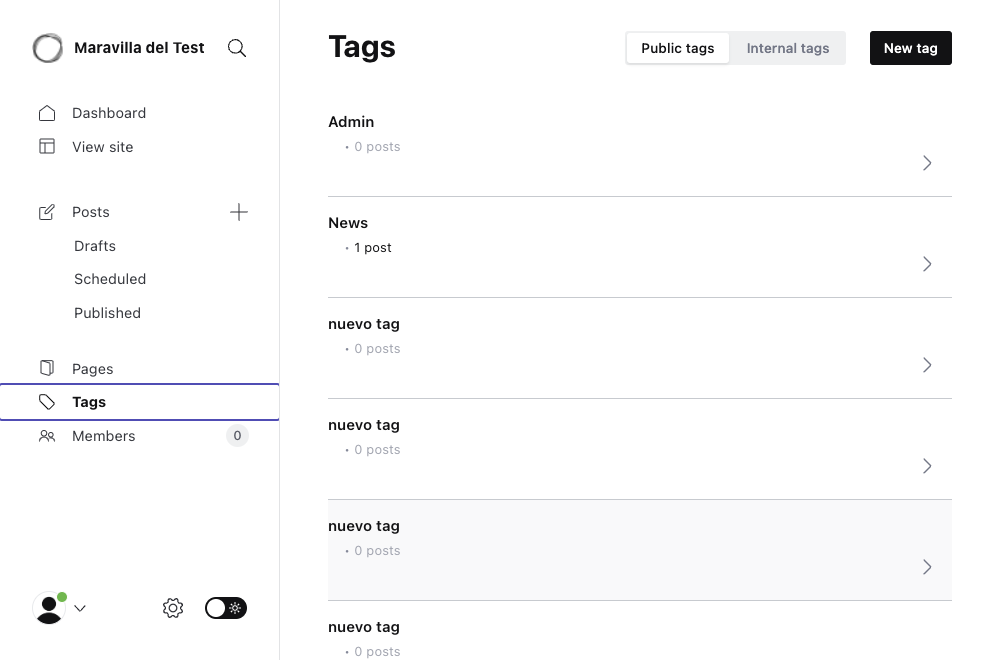 Maravilla del Test
Dashboard
View site
Posts
Drafts
Scheduled
Published
Pages
Tags
Members
0
Tags
Public tags
Internal tags
New tag
Admin
• 0 posts
News
• 1 post
nuevo tag
• 0 posts
nuevo tag
• 0 posts
nuevo tag
• 0 posts
nuevo tag
• 0 posts